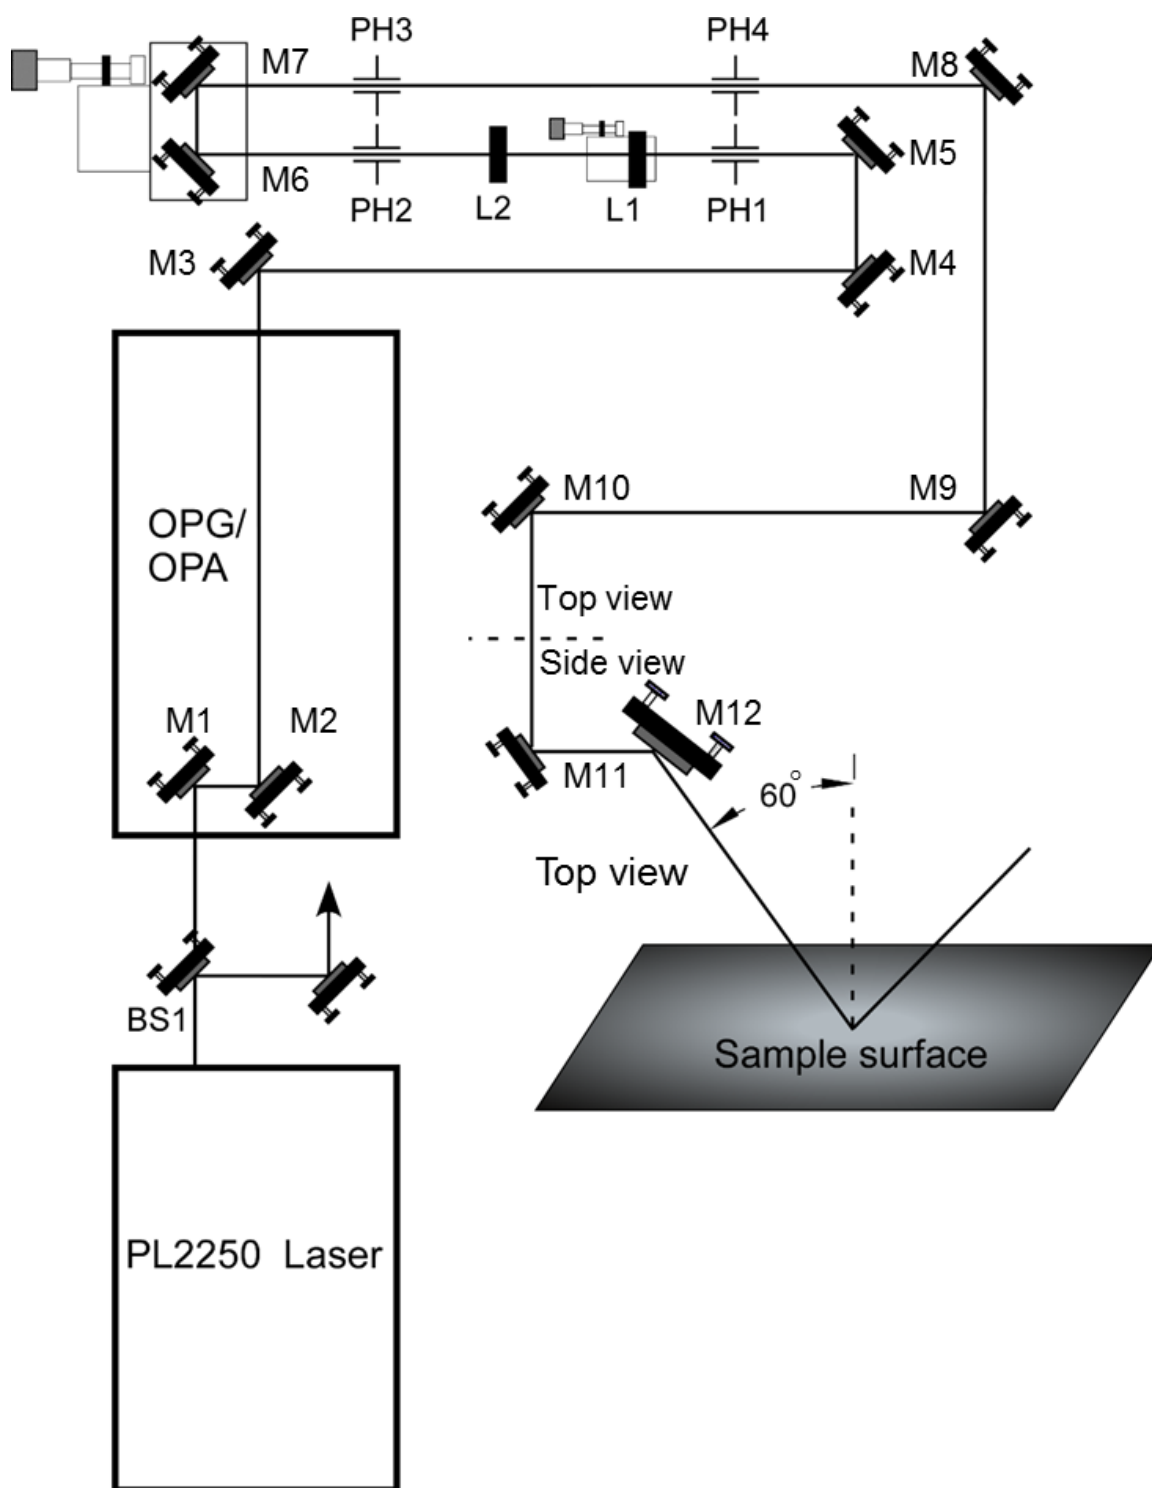 PH3
PH4
M7
M8
M5
M6
PH2
L2
L1
PH1
M3
M4
M10
M9
OPG/
OPA
Top view
Side view
M1
M2
M12
M11
60°
Top view
BS1
Sample surface
PL2250 Laser